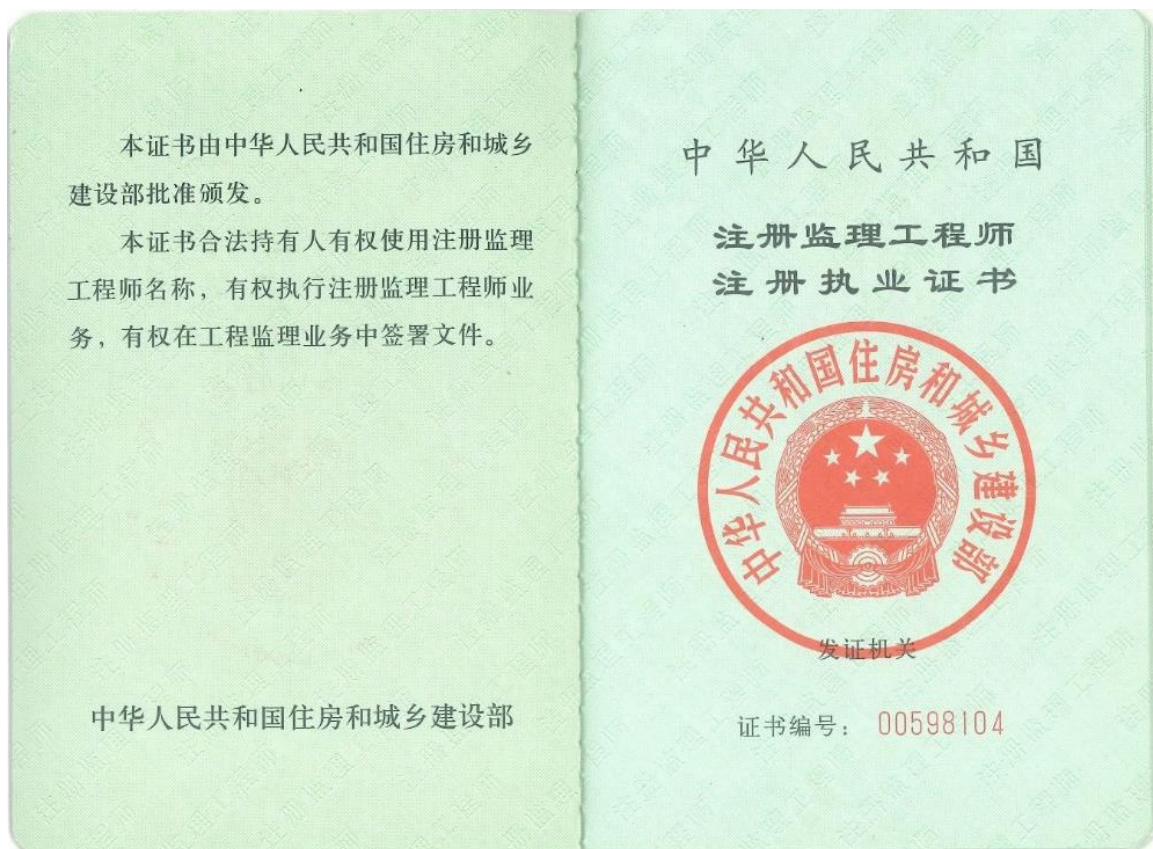 本证书由中华人民共和国住房和城乡
建设部批准颁发。
本证书合法持有人有权使用注册监理
工程师名称，有权执行注册监理工程师业
务，有权在工程监理业务中签署文件。
中华人民共和国住房和城乡建设部
中华人民共和国
注册监理工程师
注册执业证书
中华人民共和国住房和城乡建设部
发证机关
证书编号：00598104